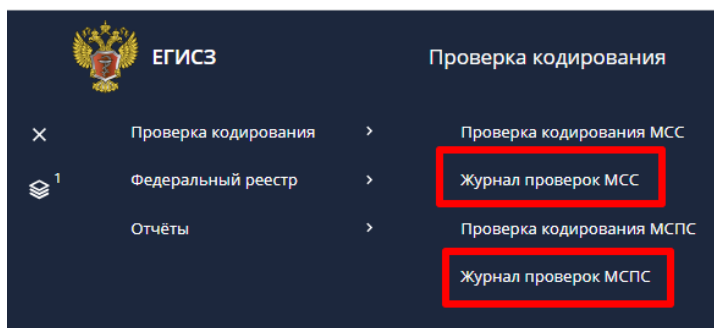 ЕГИСЗ
Проверка кодирования
Проверка кодирования
Проверка кодирования МСС
1
Федеральный реестр
Журнал проверок МСС
Отчёты
Проверка кодирования МСПС
Журнал проверок МСПС